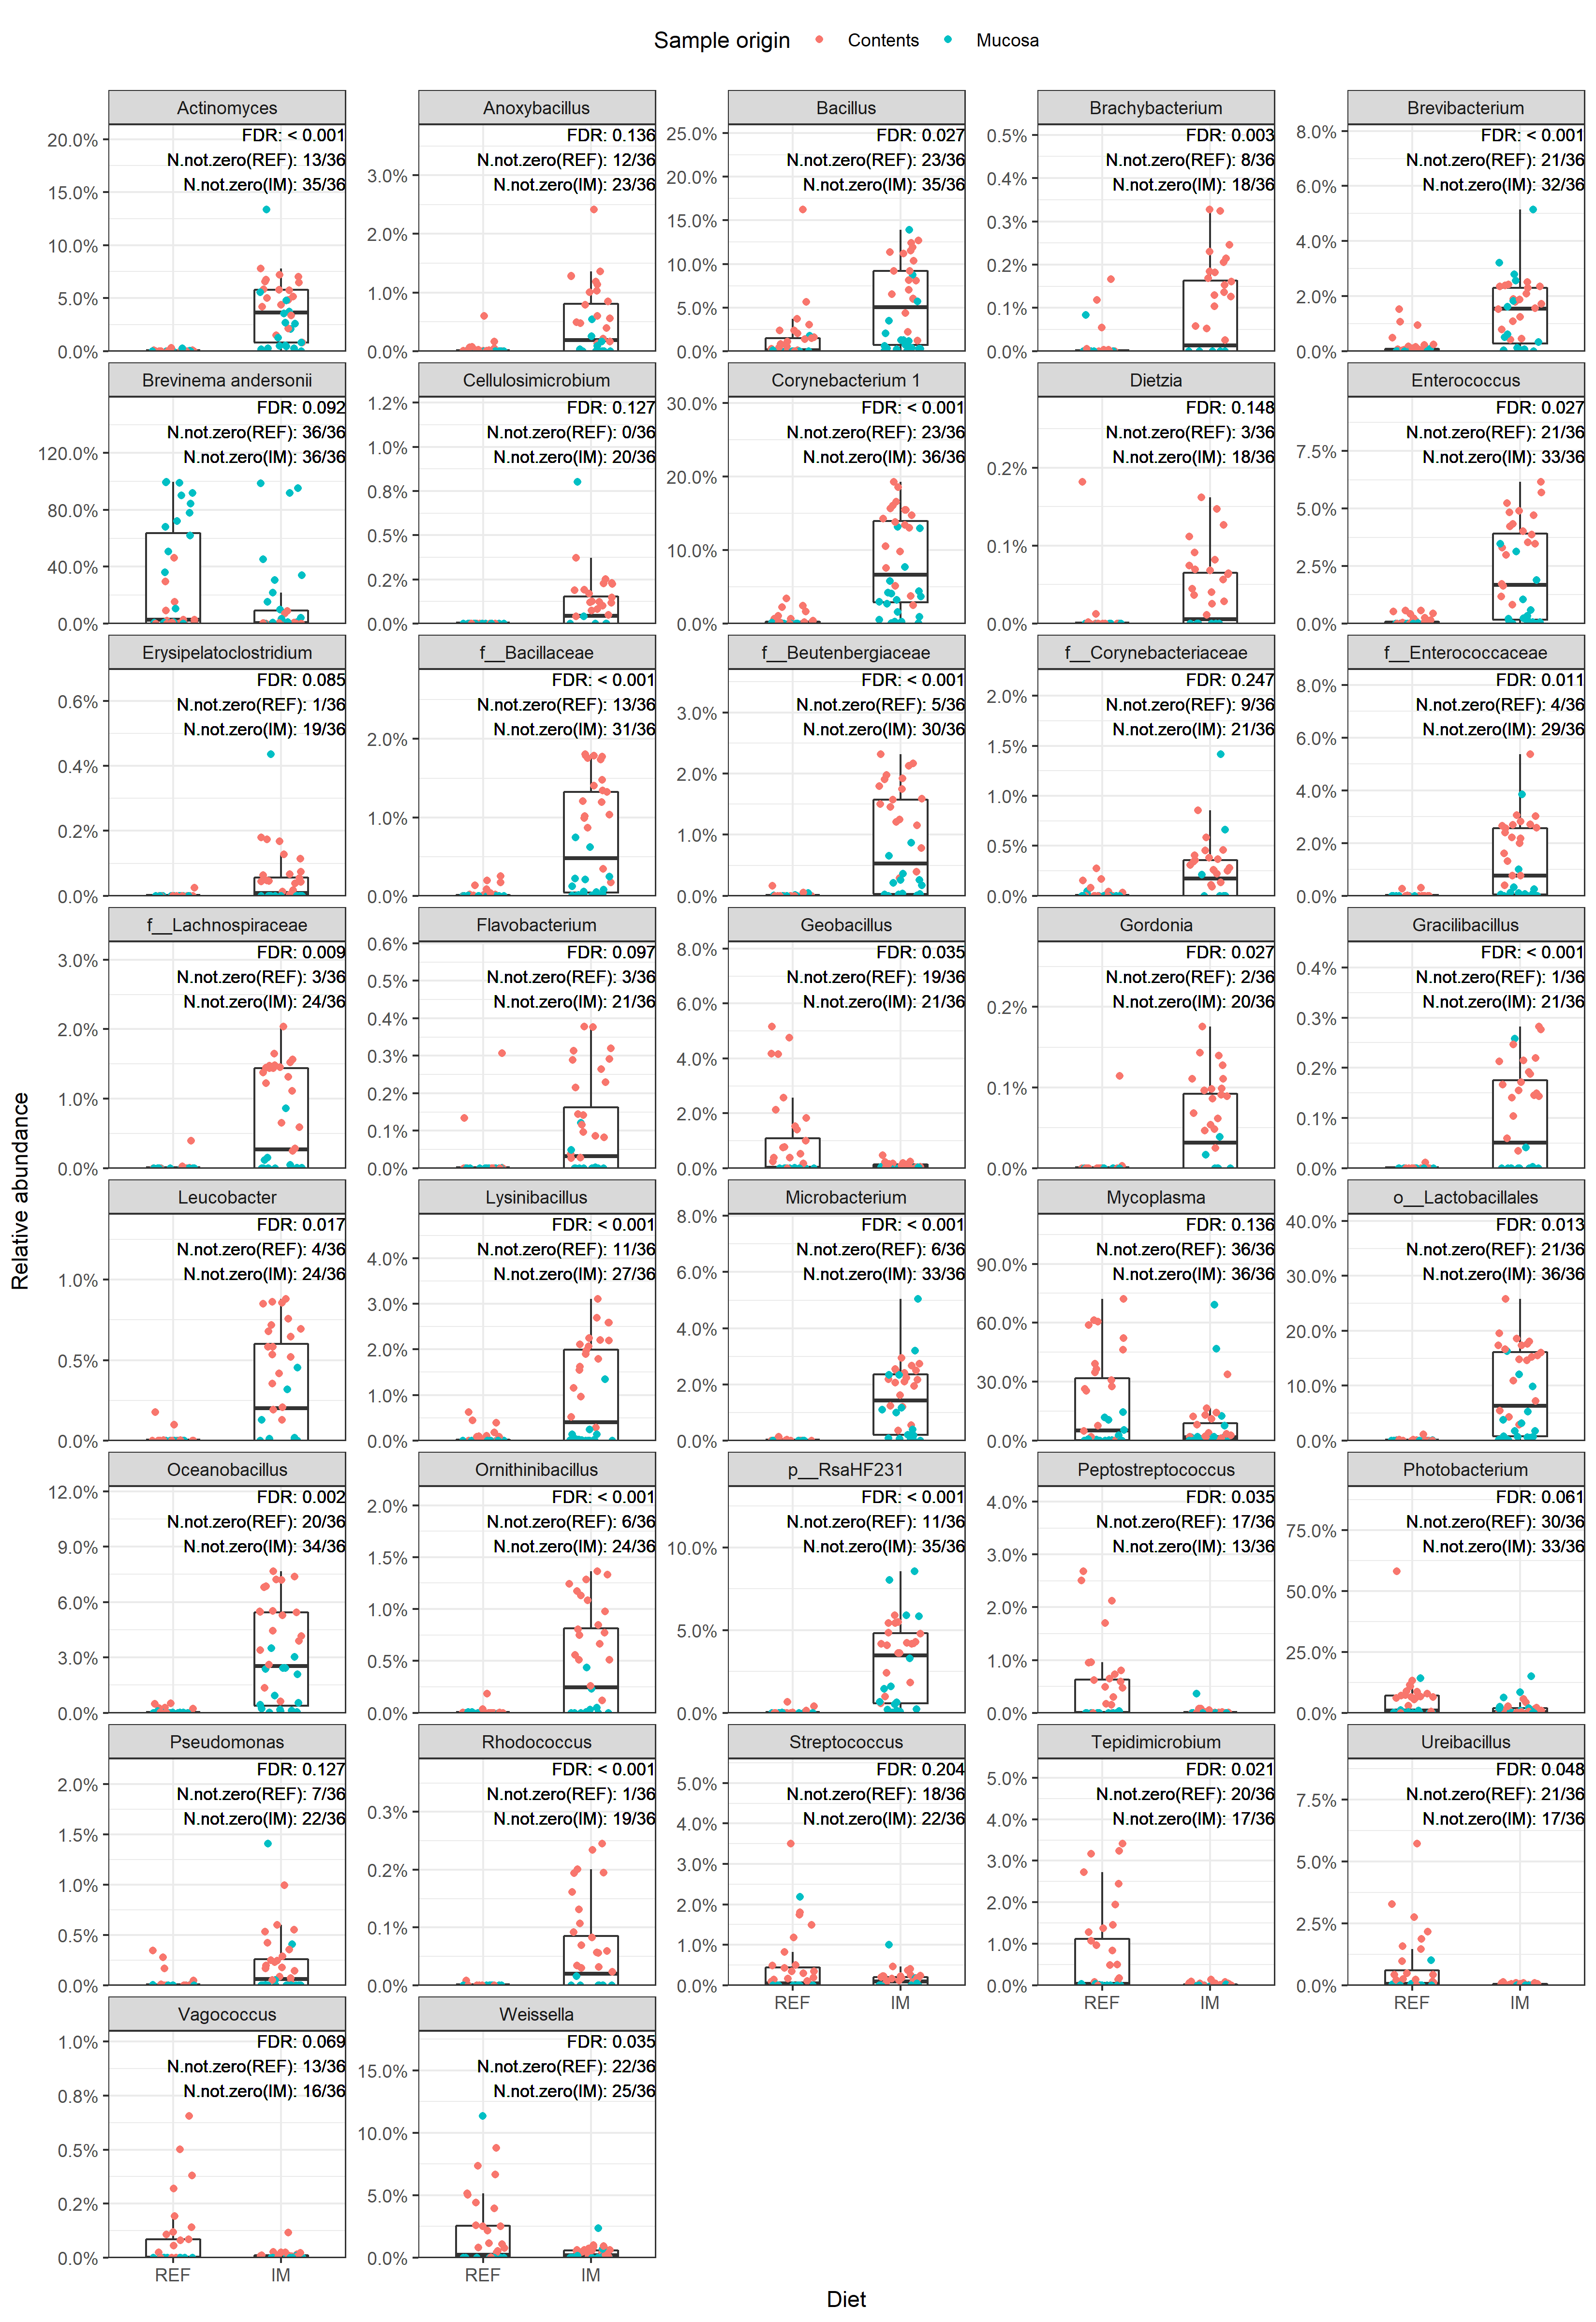 Sample origin Contents Mucosa
Actinomyces Anoxybacillus Bacillus Brachybacterium Brevibacterium
20.0%
15.0%
10.0%
5.0%
0.0%
FDR: < 0.001
N.not.zero(REF): 13/36
N.not.zero(IM): 35/36
3.0%
2.0%
1.0%
0.0%
FDR: 0.136
N.not.zero(REF): 12/36
N.not.zero(IM): 23/36
25.0%
20.0%
15.0%
10.0%
5.0%
0.0%
FDR: 0.027
N.not.zero(REF): 23/36
N.not.zero(IM): 35/36
0.5%
0.4%
0.3%
0.2%
0.1%
0.0%
FDR: 0.003
N.not.zero(REF): 8/36
N.not.zero(IM): 18/36
8.0%
6.0%
4.0%
2.0%
0.0%
FDR: < 0.001
N.not.zero(REF): 21/36
N.not.zero(IM): 32/36
Brevinema andersonii Cellulosimicrobium Corynebacterium 1 Dietzia Enterococcus
120.0%
80.0%
40.0%
0.0%
FDR: 0.092
N.not.zero(REF): 36/36
N.not.zero(IM): 36/36
1.2%
1.0%
0.8%
0.5%
0.2%
0.0%
FDR: 0.127
N.not.zero(REF): 0/36
N.not.zero(IM): 20/36
30.0%
20.0%
10.0%
0.0%
FDR: < 0.001
N.not.zero(REF): 23/36
N.not.zero(IM): 36/36
0.2%
0.1%
0.0%
FDR: 0.148
N.not.zero(REF): 3/36
N.not.zero(IM): 18/36
7.5%
5.0%
2.5%
0.0%
FDR: 0.027
N.not.zero(REF): 21/36
N.not.zero(IM): 33/36
Erysipelatoclostridium f__Bacillaceae f__Beutenbergiaceae f__Corynebacteriaceae f__Enterococcaceae
0.6%
0.4%
0.2%
0.0%
FDR: 0.085
N.not.zero(REF): 1/36
N.not.zero(IM): 19/36
2.0%
1.0%
0.0%
FDR: < 0.001
N.not.zero(REF): 13/36
N.not.zero(IM): 31/36
3.0%
2.0%
1.0%
0.0%
FDR: < 0.001
N.not.zero(REF): 5/36
N.not.zero(IM): 30/36
2.0%
1.5%
1.0%
0.5%
0.0%
FDR: 0.247
N.not.zero(REF): 9/36
N.not.zero(IM): 21/36
8.0%
6.0%
4.0%
2.0%
0.0%
FDR: 0.011
N.not.zero(REF): 4/36
N.not.zero(IM): 29/36
f__Lachnospiraceae Flavobacterium Geobacillus Gordonia Gracilibacillus
3.0%
2.0%
1.0%
0.0%
FDR: 0.009
N.not.zero(REF): 3/36
N.not.zero(IM): 24/36
0.6%
0.5%
0.4%
0.3%
0.2%
0.1%
0.0%
FDR: 0.097
N.not.zero(REF): 3/36
N.not.zero(IM): 21/36
8.0%
6.0%
4.0%
2.0%
0.0%
FDR: 0.035
N.not.zero(REF): 19/36
N.not.zero(IM): 21/36
0.2%
0.1%
0.0%
FDR: 0.027
N.not.zero(REF): 2/36
N.not.zero(IM): 20/36
0.4%
0.3%
0.2%
0.1%
0.0%
FDR: < 0.001
N.not.zero(REF): 1/36
N.not.zero(IM): 21/36
Relative abundance
Leucobacter Lysinibacillus Microbacterium Mycoplasma o__Lactobacillales
1.0%
0.5%
0.0%
FDR: 0.017
N.not.zero(REF): 4/36
N.not.zero(IM): 24/36
4.0%
3.0%
2.0%
1.0%
0.0%
FDR: < 0.001
N.not.zero(REF): 11/36
N.not.zero(IM): 27/36
8.0%
6.0%
4.0%
2.0%
0.0%
FDR: < 0.001
N.not.zero(REF): 6/36
N.not.zero(IM): 33/36
90.0%
60.0%
30.0%
0.0%
FDR: 0.136
N.not.zero(REF): 36/36
N.not.zero(IM): 36/36
40.0%
30.0%
20.0%
10.0%
0.0%
FDR: 0.013
N.not.zero(REF): 21/36
N.not.zero(IM): 36/36
Oceanobacillus Ornithinibacillus p__RsaHF231 Peptostreptococcus Photobacterium
12.0%
9.0%
6.0%
3.0%
0.0%
FDR: 0.002
N.not.zero(REF): 20/36
N.not.zero(IM): 34/36
2.0%
1.5%
1.0%
0.5%
0.0%
FDR: < 0.001
N.not.zero(REF): 6/36
N.not.zero(IM): 24/36
10.0%
5.0%
0.0%
FDR: < 0.001
N.not.zero(REF): 11/36
N.not.zero(IM): 35/36
4.0%
3.0%
2.0%
1.0%
0.0%
FDR: 0.035
N.not.zero(REF): 17/36
N.not.zero(IM): 13/36
75.0%
50.0%
25.0%
0.0%
FDR: 0.061
N.not.zero(REF): 30/36
N.not.zero(IM): 33/36
Pseudomonas Rhodococcus Streptococcus Tepidimicrobium Ureibacillus
2.0%
1.5%
1.0%
0.5%
0.0%
FDR: 0.127
N.not.zero(REF): 7/36
N.not.zero(IM): 22/36
0.3%
0.2%
0.1%
0.0%
FDR: < 0.001
N.not.zero(REF): 1/36
N.not.zero(IM): 19/36
5.0%
4.0%
3.0%
2.0%
1.0%
0.0%
FDR: 0.204
N.not.zero(REF): 18/36
N.not.zero(IM): 22/36
REF IM
5.0%
4.0%
3.0%
2.0%
1.0%
0.0%
FDR: 0.021
N.not.zero(REF): 20/36
N.not.zero(IM): 17/36
REF IM
7.5%
5.0%
2.5%
0.0%
FDR: 0.048
N.not.zero(REF): 21/36
N.not.zero(IM): 17/36
REF IM
Vagococcus Weissella
1.0%
0.8%
0.5%
0.2%
0.0%
FDR: 0.069
N.not.zero(REF): 13/36
N.not.zero(IM): 16/36
REF IM
15.0%
10.0%
5.0%
0.0%
FDR: 0.035
N.not.zero(REF): 22/36
N.not.zero(IM): 25/36
REF IM
Diet